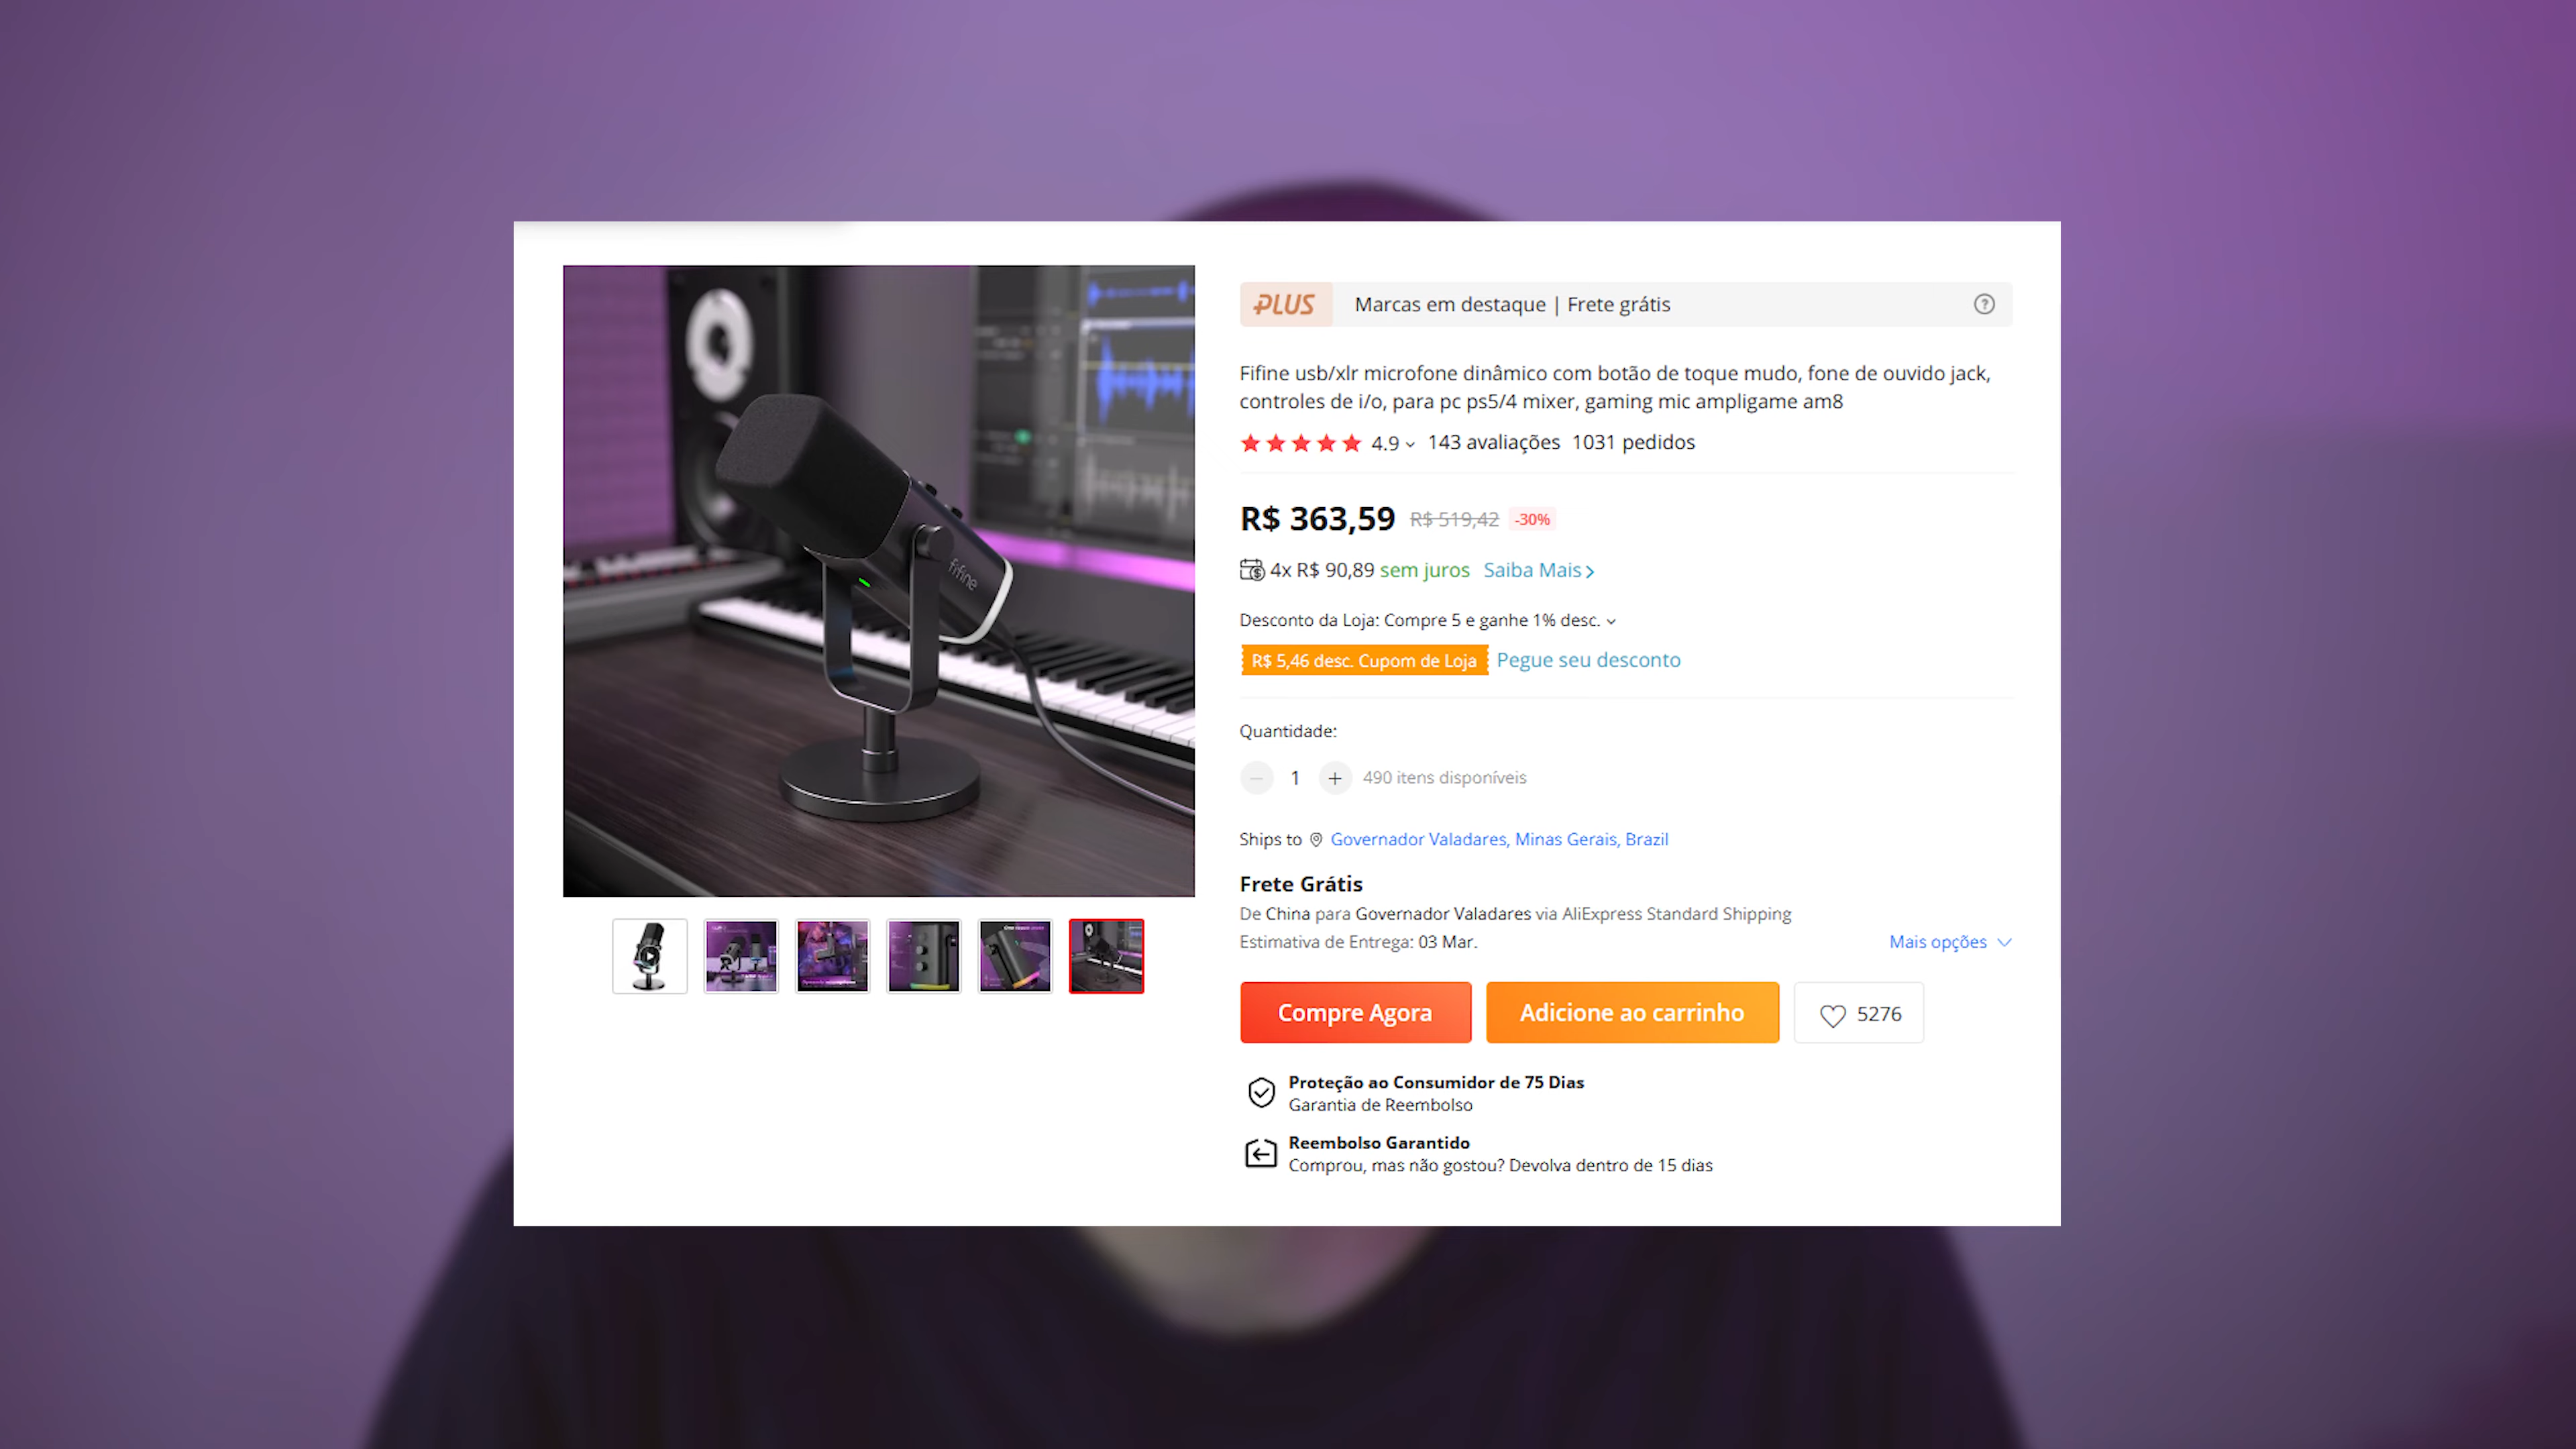 fifine
PLUS Marcas em destaque | Frete grátis ?
Fifine usb/xlr microfone dinâmico com botão de toque mudo, fone de ouvido jack,
controles de i/o, para pc ps5/4 mixer, gaming mic ampligame am8
4.9 143 avaliações 1031 pedidos
R$ 363,59 R$ 519,42 -30%
4x R$ 90,89 sem juros Saiba Mais
Desconto da Loja: Compre 5 e ganhe 1% desc.
R$ 5,46 desc. Cupom de Loja Pegue seu desconto
Quantidade:
− 1 + 490 itens disponíveis
Ships to Governador Valadares, Minas Gerais, Brazil
Frete Grátis
De China para Governador Valadares via AliExpress Standard Shipping
Estimativa de Entrega: 03 Mar. Mais opções
Compre Agora Adicione ao carrinho 5276
Proteção ao Consumidor de 75 Dias
Garantia de Reembolso
Reembolso Garantido
Comprou, mas não gostou? Devolva dentro de 15 dias